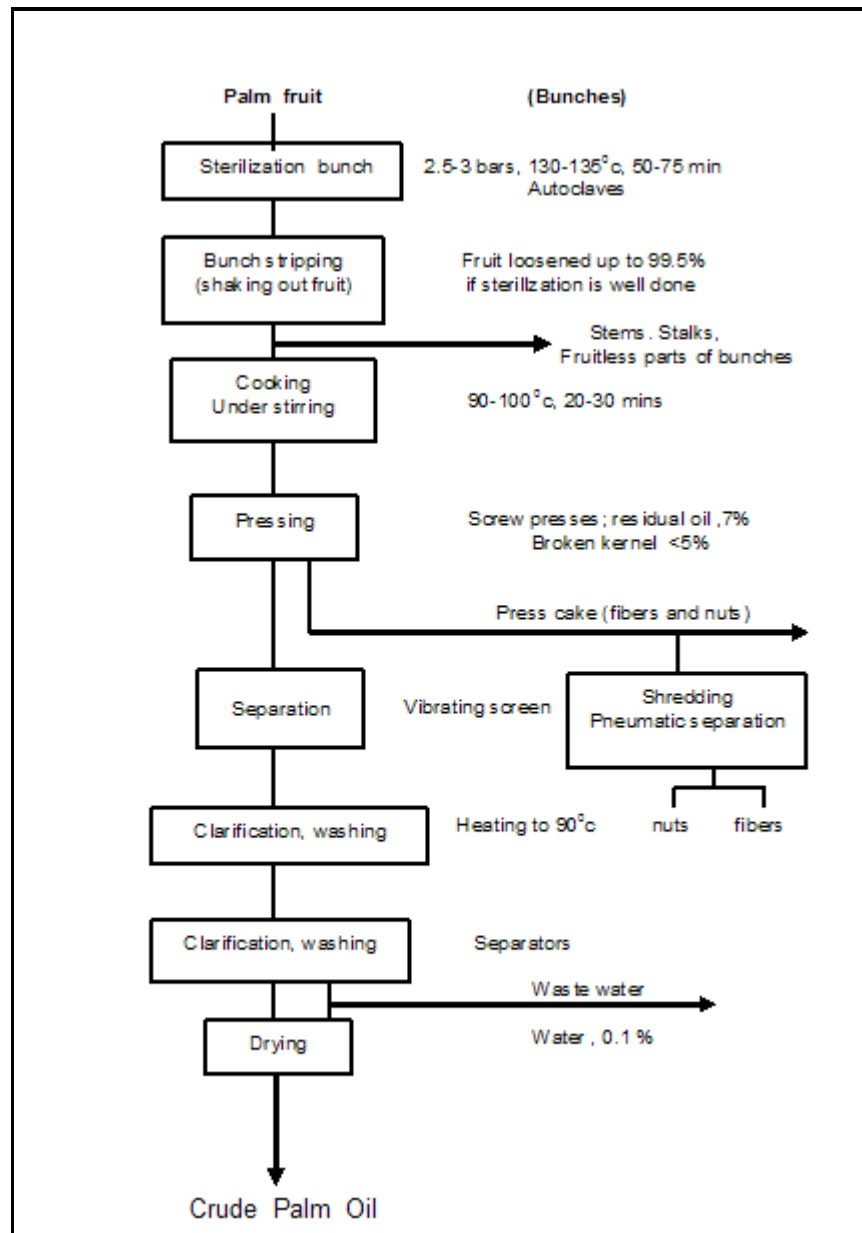 Palm fruit (Bunches)
Sterilization bunch
2.5-3 bars, 130-135⁰c, 50-75 min
Autoclaves
Bunch stripping
(shaking out fruit)
Fruit loosened up to 99.5%
if sterilization is well done
Stems. Stalks,
Fruitless parts of bunches
Cooking
Under stirring
90-100⁰c, 20-30 mins
Pressing
Screw presses; residual oil ,7%
Broken kernel <5%
Press cake (fibers and nuts)
Separation
Vibrating screen
Shredding
Pneumatic separation
nuts fibers
Clarification, washing
Heating to 90⁰c
Clarification, washing
Separators
Waste water
Drying
Water , 0.1 %
Crude Palm Oil